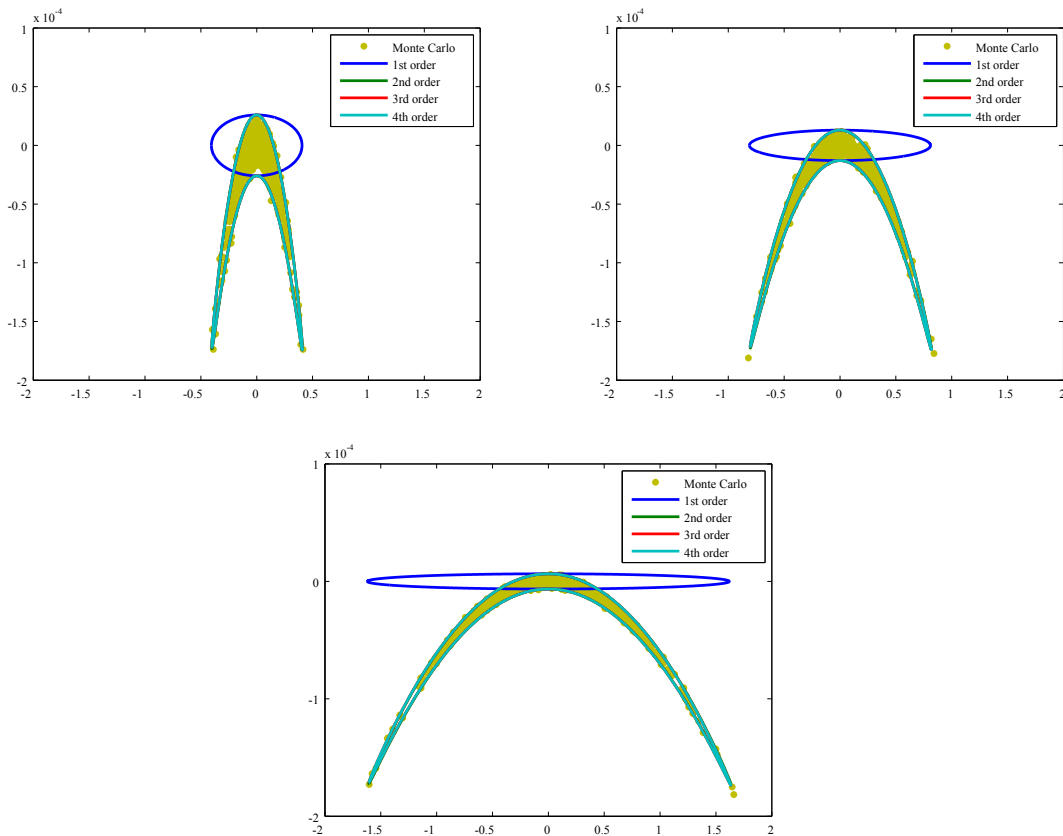 x 10-4
1
0.5
0
-0.5
-1
-1.5
-2
-2 -1.5 -1 -0.5 0 0.5 1 1.5 2
Monte Carlo
1st order
2nd order
3rd order
4th order
x 10-4
1
0.5
0
-0.5
-1
-1.5
-2
-2 -1.5 -1 -0.5 0 0.5 1 1.5 2
Monte Carlo
1st order
2nd order
3rd order
4th order
x 10-4
1
0
-1
-2
-2 -1.5 -1 -0.5 0 0.5 1 1.5 2
Monte Carlo
1st order
2nd order
3rd order
4th order